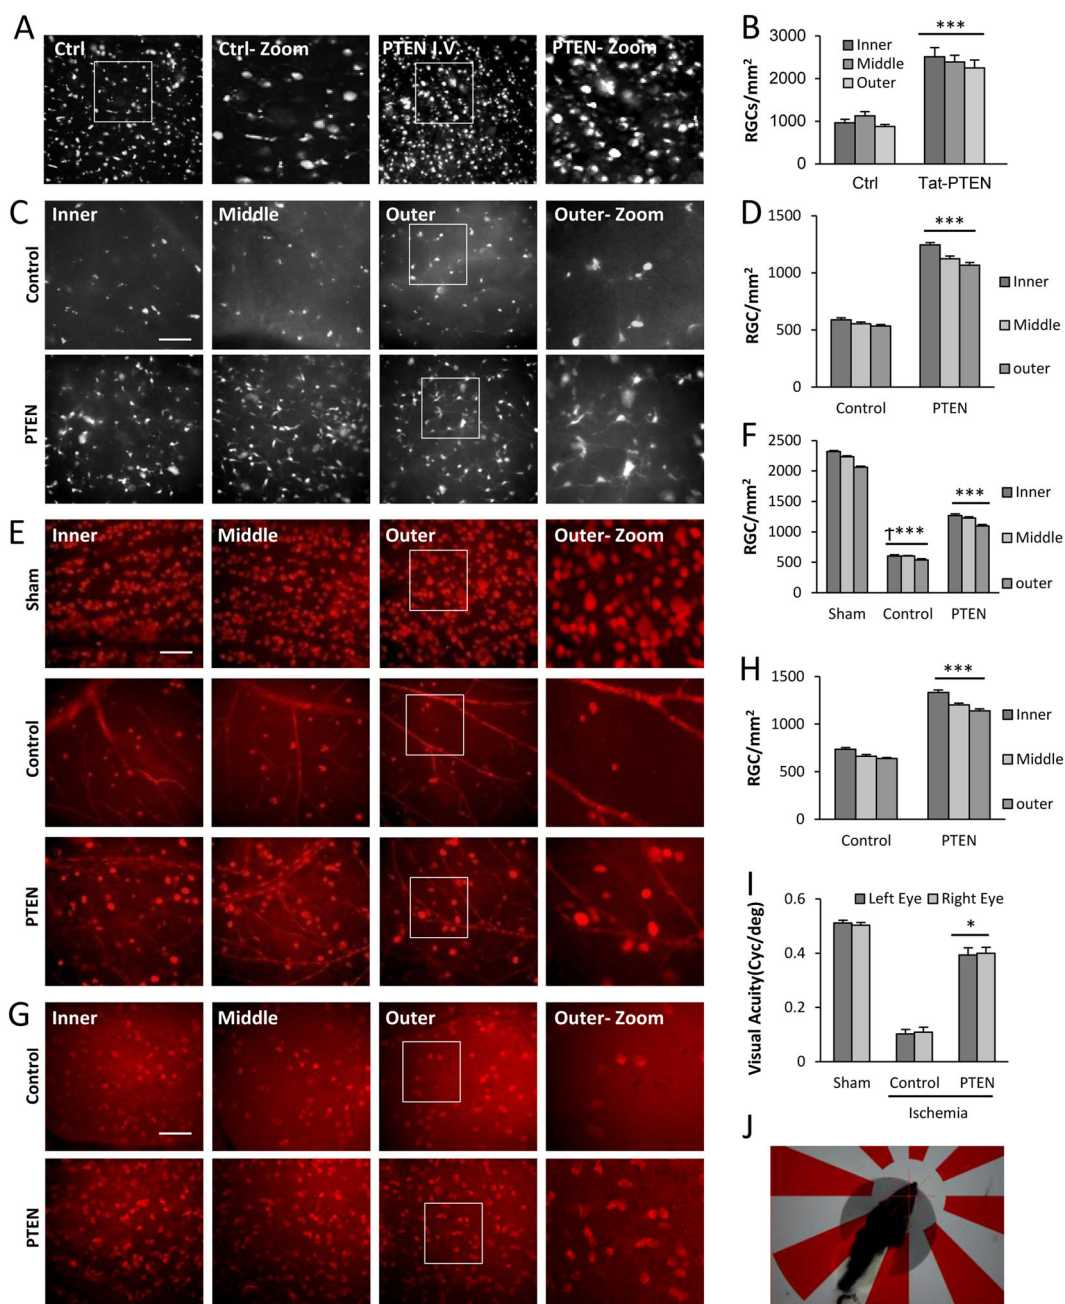 A
Ctrl
Ctrl- Zoom
PTEN I.V.
PTEN- Zoom
B
RGCs/mm²
3000
2000
1000
0
Inner
Middle
Outer
***
Ctrl
Tat-PTEN
C
Inner
Middle
Outer
Outer- Zoom
Control
PTEN
D
RGC/mm²
1500
1000
500
0
***
Inner
Middle
outer
Control
PTEN
E
Inner
Middle
Outer
Outer- Zoom
Sham
Control
PTEN
F
RGC/mm²
2500
2000
1500
1000
500
0
†***
***
Inner
Middle
outer
Sham
Control
PTEN
G
Inner
Middle
Outer
Outer- Zoom
Control
PTEN
H
RGC/mm²
1500
1000
500
0
***
Inner
Middle
outer
Control
PTEN
I
Visual Acuity(Cyc/deg)
0.6
0.4
0.2
0
Left Eye
Right Eye
*
Sham
Control
PTEN
Ischemia
J